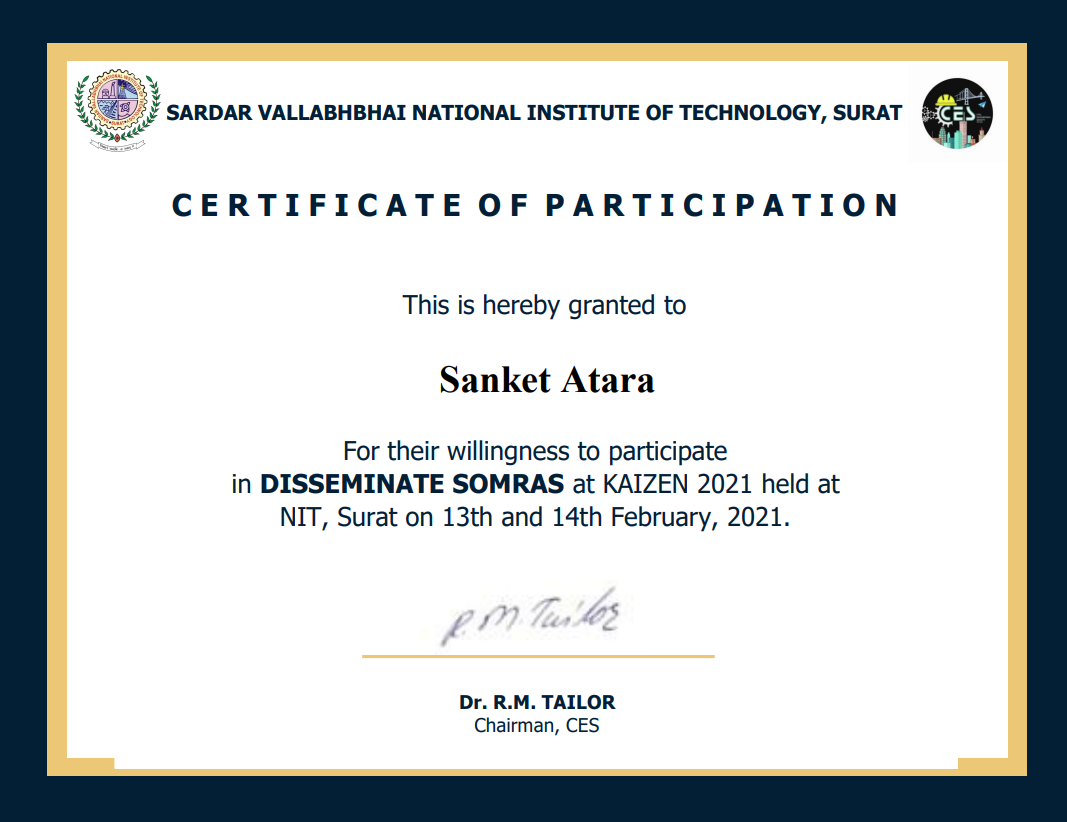 SARDAR VALLABHBHAI NATIONAL INSTITUTE OF TECHNOLOGY, SURAT
CES
CERTIFICATE OF PARTICIPATION
This is hereby granted to
Sanket Atara
For their willingness to participate
in DISSEMINATE SOMRAS at KAIZEN 2021 held at
NIT, Surat on 13th and 14th February, 2021.
R.M.Tailor
Dr. R.M. TAILOR
Chairman, CES